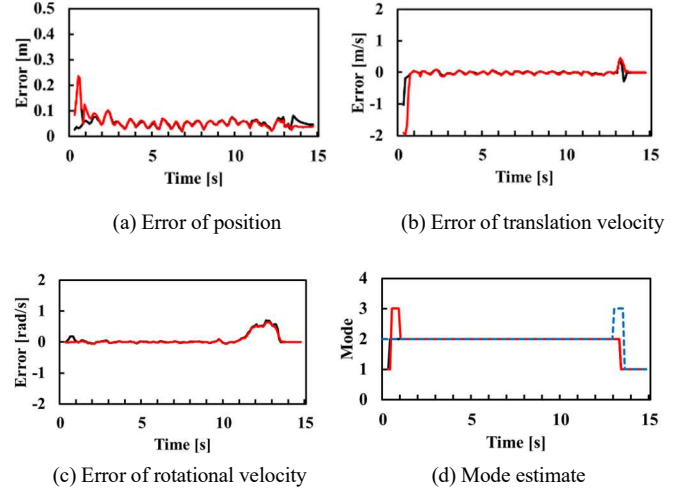 0.5
0.4
0.3
0.2
0.1
0
Error [m]
0 5 10 15
Time [s]
(a) Error of position
2
1
0
-1
-2
Error [m/s]
0 5 10 15
Time [s]
(b) Error of translation velocity
2
1
0
-1
-2
Error [rad/s]
0 5 10 15
Time [s]
(c) Error of rotational velocity
4
3
2
1
0
Mode
0 5 10 15
Time [s]
(d) Mode estimate